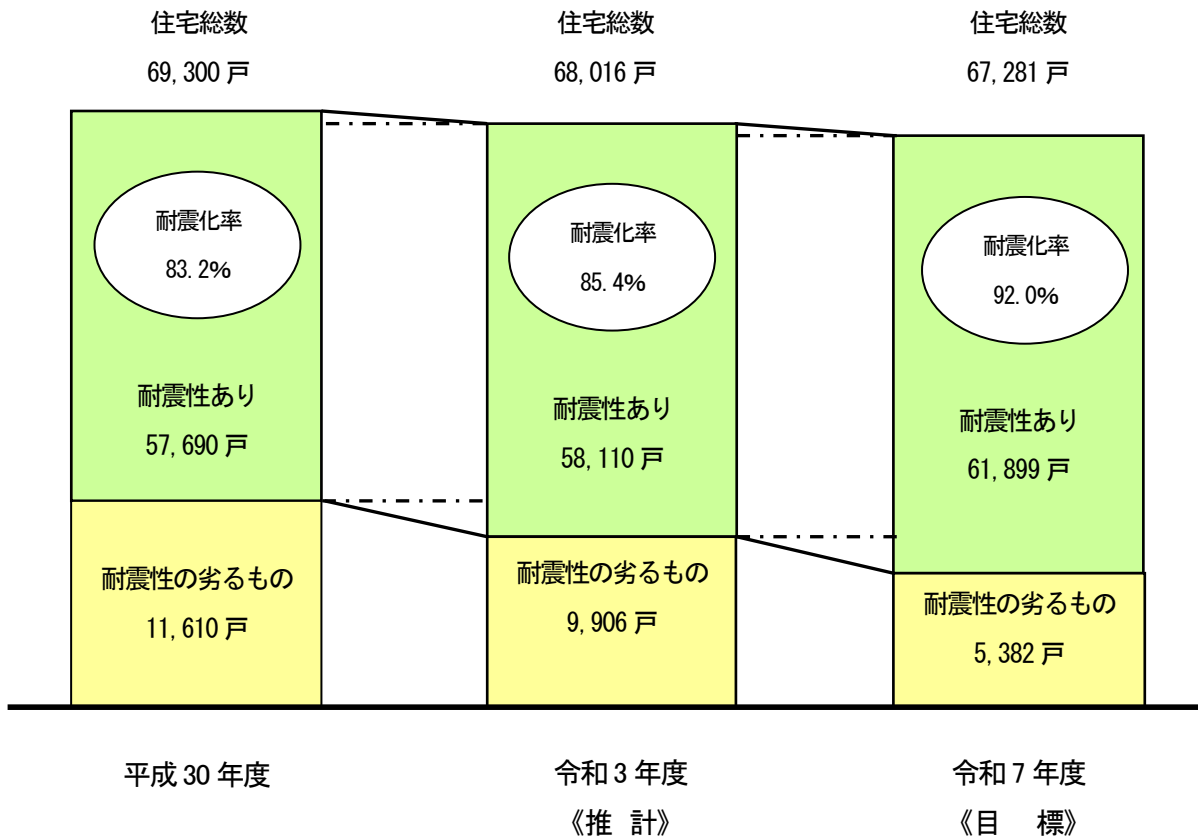 住宅総数
69,300 戸
住宅総数
68,016 戸
住宅総数
67,281 戸
耐震化率
83.2%
耐震化率
85.4%
耐震化率
92.0%
耐震性あり
57,690 戸
耐震性あり
58,110 戸
耐震性あり
61,899 戸
耐震性の劣るもの
11,610 戸
耐震性の劣るもの
9,906 戸
耐震性の劣るもの
5,382 戸
平成 30 年度
令和 3 年度
《推 計》
令和 7 年度
《目 標》